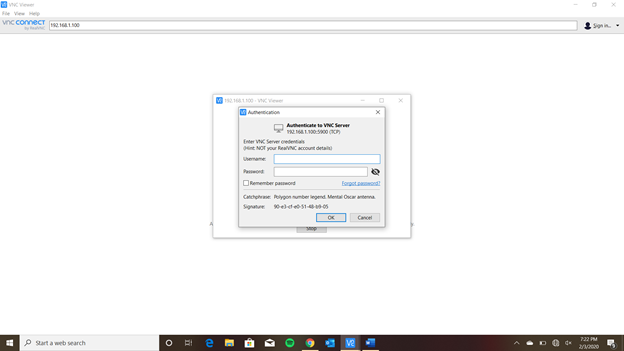 VNC Viewer
File View Help
vnc connect
by RealVNC
192.168.1.100
Sign in...
192.168.1.100 - VNC Viewer
Authentication
Authenticate to VNC Server
192.168.1.100:5900 (TCP)
Enter VNC Server credentials
(Hint: NOT your RealVNC account details)
Username:
Password:
Remember password
Forgot password?
Catchphrase: Polygon number legend. Mental Oscar antenna.
Signature: 90-e3-cf-e0-51-48-b9-05
OK Cancel
Stop
Start a web search
7:22 PM
2/3/2020